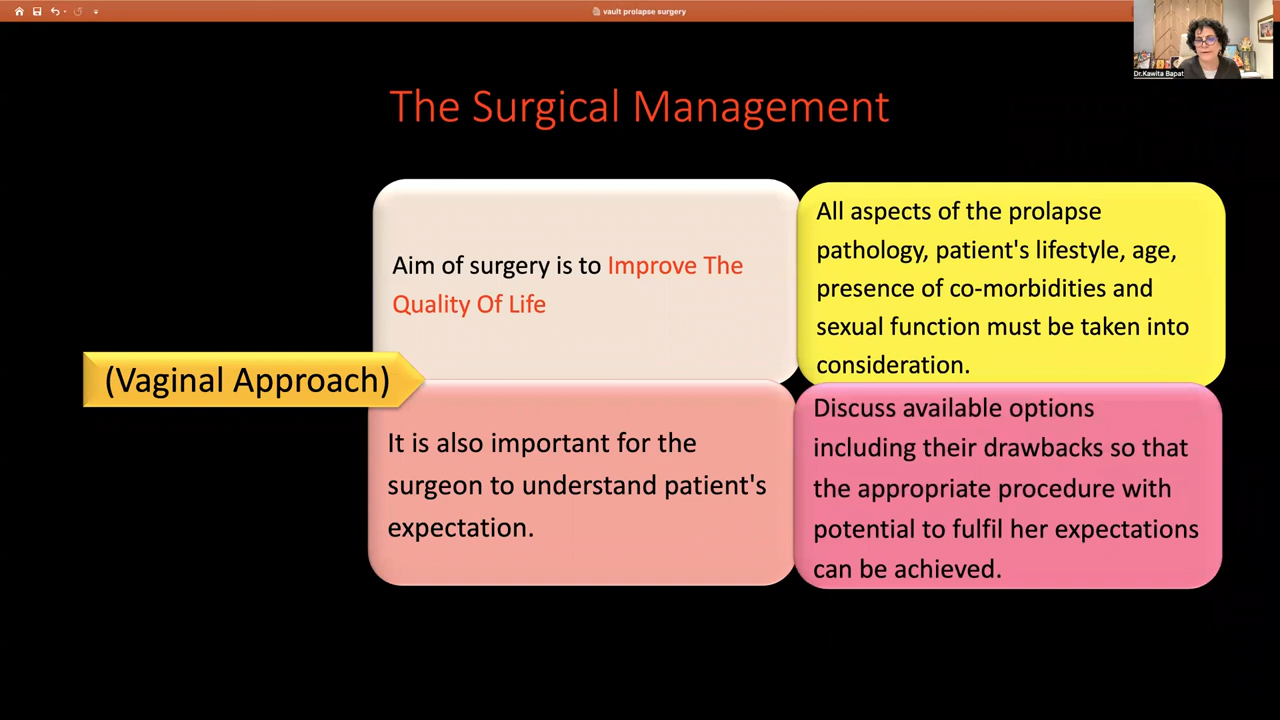 vault prolapse surgery
Dr.Kawita Bapat
The Surgical Management
Aim of surgery is to Improve The
Quality Of Life
All aspects of the prolapse
pathology, patient's lifestyle, age,
presence of co-morbidities and
sexual function must be taken into
consideration.
(Vaginal Approach)
It is also important for the
surgeon to understand patient's
expectation.
Discuss available options
including their drawbacks so that
the appropriate procedure with
potential to fulfil her expectations
can be achieved.